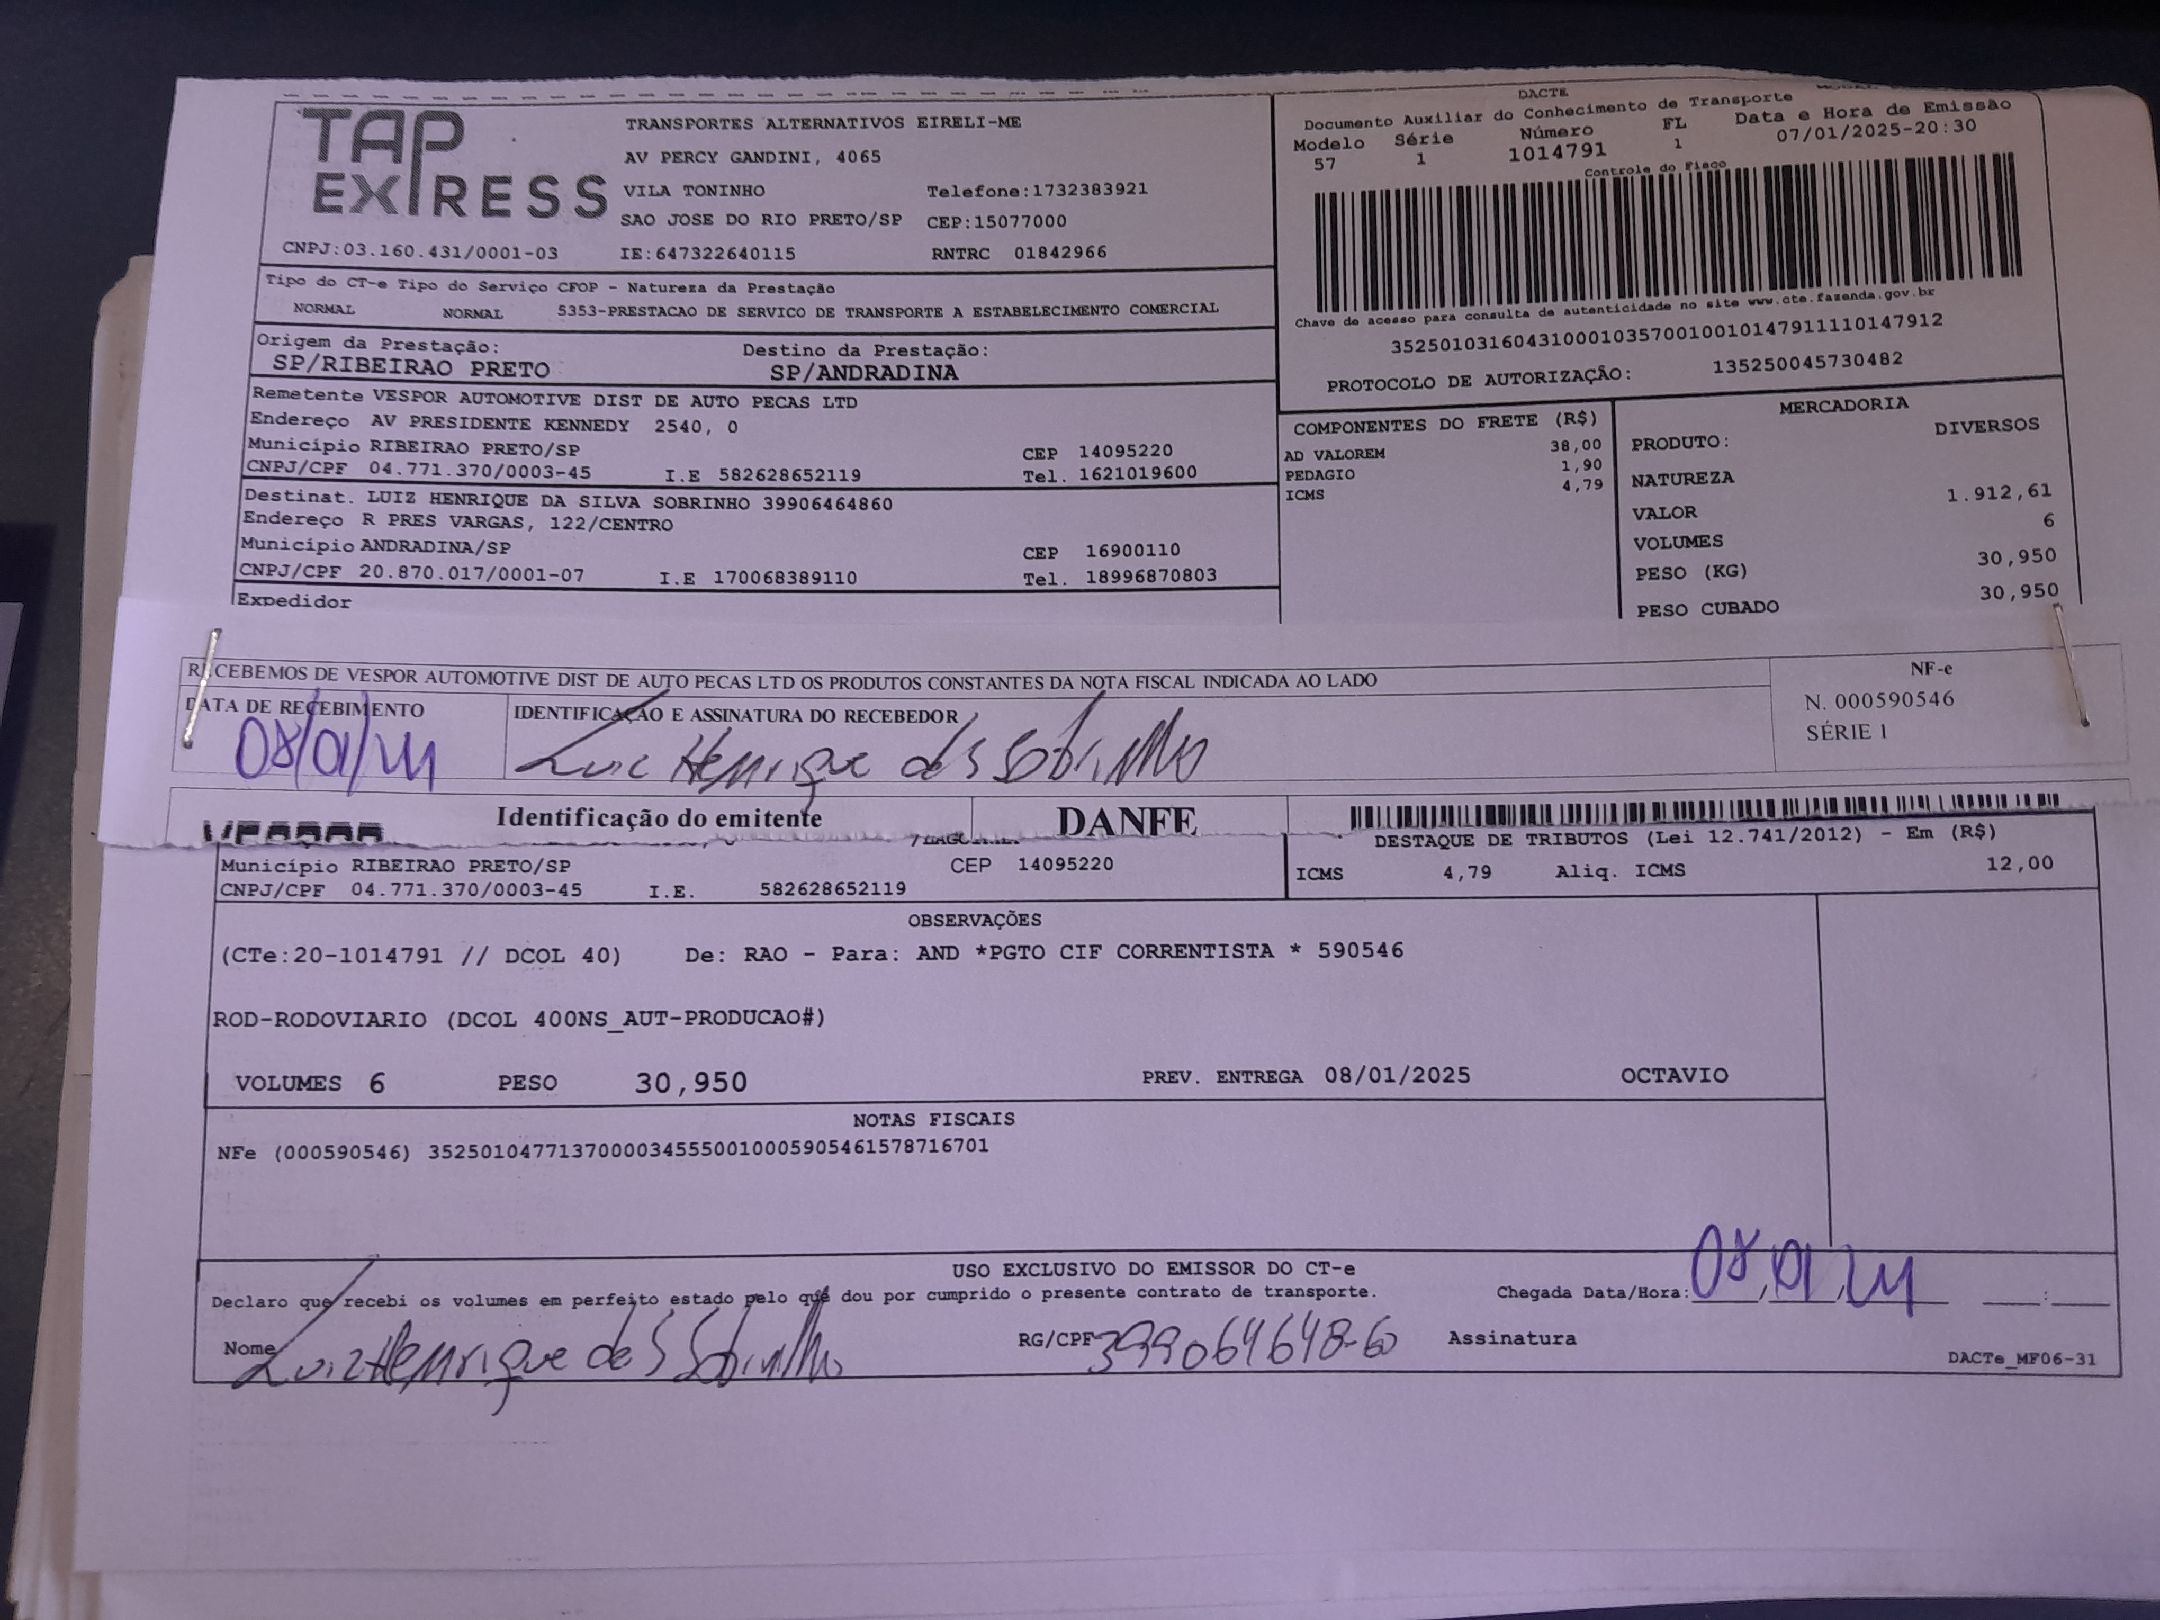 TAP EXPRESS
TRANSPORTES ALTERNATIVOS EIRELI-ME
AV PERCY GANDINI, 4065
VILA TONINHO Telefone:1732383921
SAO JOSE DO RIO PRETO/SP CEP:15077000
CNPJ:03.160.431/0001-03 IE:647322640115 RNTRC 01842966
DACTE
Documento Auxiliar do Conhecimento de Transporte
Modelo Série Número FL Data e Hora de Emissão
57 1 1014791 1 07/01/2025-20:30
Controle do Fisco
Chave de acesso para consulta de autenticidade no site www.cte.fazenda.gov.br
35250103160431000103570010010147911110147912
PROTOCOLO DE AUTORIZAÇÃO: 135250045730482
Tipo do CT-e Tipo do Serviço CFOP - Natureza da Prestação
NORMAL NORMAL 5353-PRESTACAO DE SERVICO DE TRANSPORTE A ESTABELECIMENTO COMERCIAL
Origem da Prestação: Destino da Prestação:
SP/RIBEIRAO PRETO SP/ANDRADINA
Remetente VESPOR AUTOMOTIVE DIST DE AUTO PECAS LTD
Endereço AV PRESIDENTE KENNEDY 2540, 0
Município RIBEIRAO PRETO/SP CEP 14095220
CNPJ/CPF 04.771.370/0003-45 I.E 582628652119 Tel. 1621019600
Destinat. LUIZ HENRIQUE DA SILVA SOBRINHO 39906464860
Endereço R PRES VARGAS, 122/CENTRO
Município ANDRADINA/SP CEP 16900110
CNPJ/CPF 20.870.017/0001-07 I.E 170068389110 Tel. 18996870803
Expedidor
COMPONENTES DO FRETE (R$)
AD VALOREM 38,00
PEDAGIO 1,90
ICMS 4,79
MERCADORIA
PRODUTO: DIVERSOS
NATUREZA
VALOR 1.912,61
VOLUMES 6
PESO (KG) 30,950
PESO CUBADO 30,950
RECEBEMOS DE VESPOR AUTOMOTIVE DIST DE AUTO PECAS LTD OS PRODUTOS CONSTANTES DA NOTA FISCAL INDICADA AO LADO
DATA DE RECEBIMENTO IDENTIFICAÇÃO E ASSINATURA DO RECEBEDOR
08/01/ Luiz Henrique da S Sobrinho
NF-e
N. 000590546
SÉRIE 1
Identificação do emitente DANFE
Município RIBEIRAO PRETO/SP CEP 14095220
CNPJ/CPF 04.771.370/0003-45 I.E. 582628652119
DESTAQUE DE TRIBUTOS (Lei 12.741/2012) - Em (R$)
ICMS 4,79 Aliq. ICMS 12,00
OBSERVAÇÕES
(CTe:20-1014791 // DCOL 40) De: RAO - Para: AND *PGTO CIF CORRENTISTA * 590546
ROD-RODOVIARIO (DCOL 400NS_AUT-PRODUCAO#)
VOLUMES 6 PESO 30,950 PREV. ENTREGA 08/01/2025 OCTAVIO
NOTAS FISCAIS
NFe (000590546) 35250104771370000345550010005905461578716701
USO EXCLUSIVO DO EMISSOR DO CT-e
Declaro que recebi os volumes em perfeito estado pelo que dou por cumprido o presente contrato de transporte. Chegada Data/Hora: 08/01/
Nome Luiz Henrique da S Sobrinho RG/CPF 399064648-60 Assinatura
DACTe_MF06-31